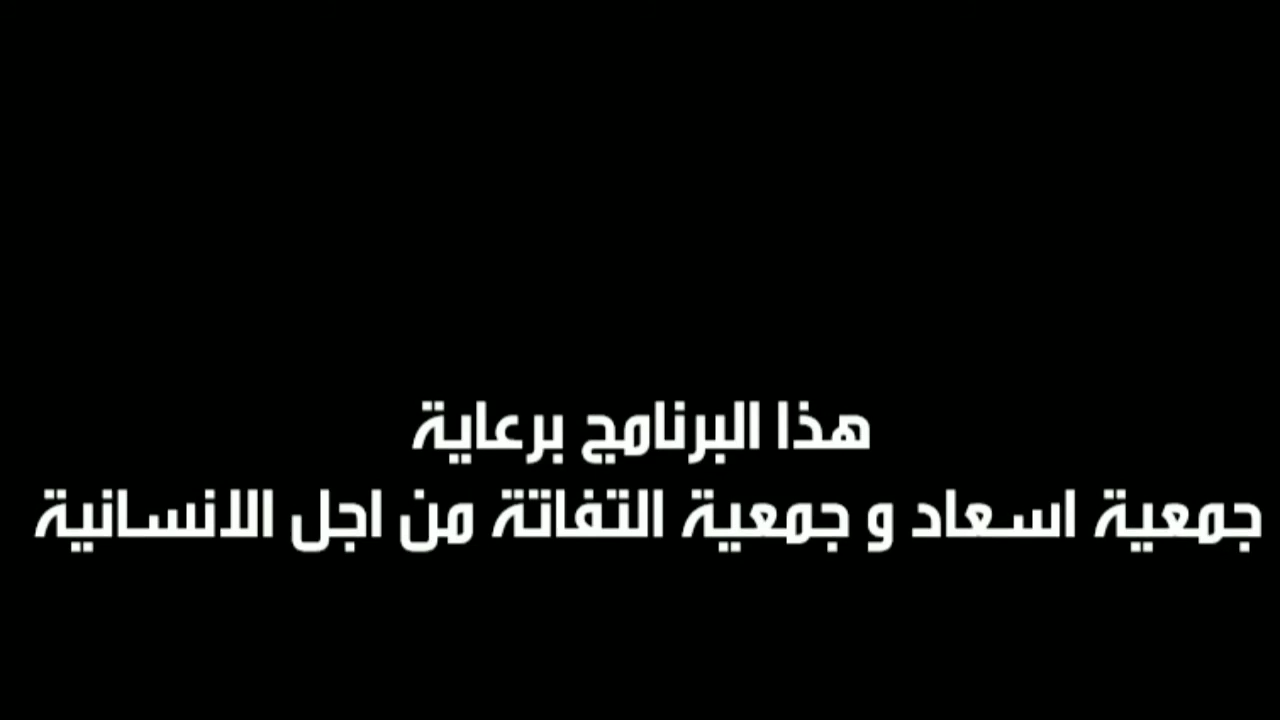 هذا البرنامج برعاية
جمعية اسعاد و جمعية التفاتة من اجل الانسانية